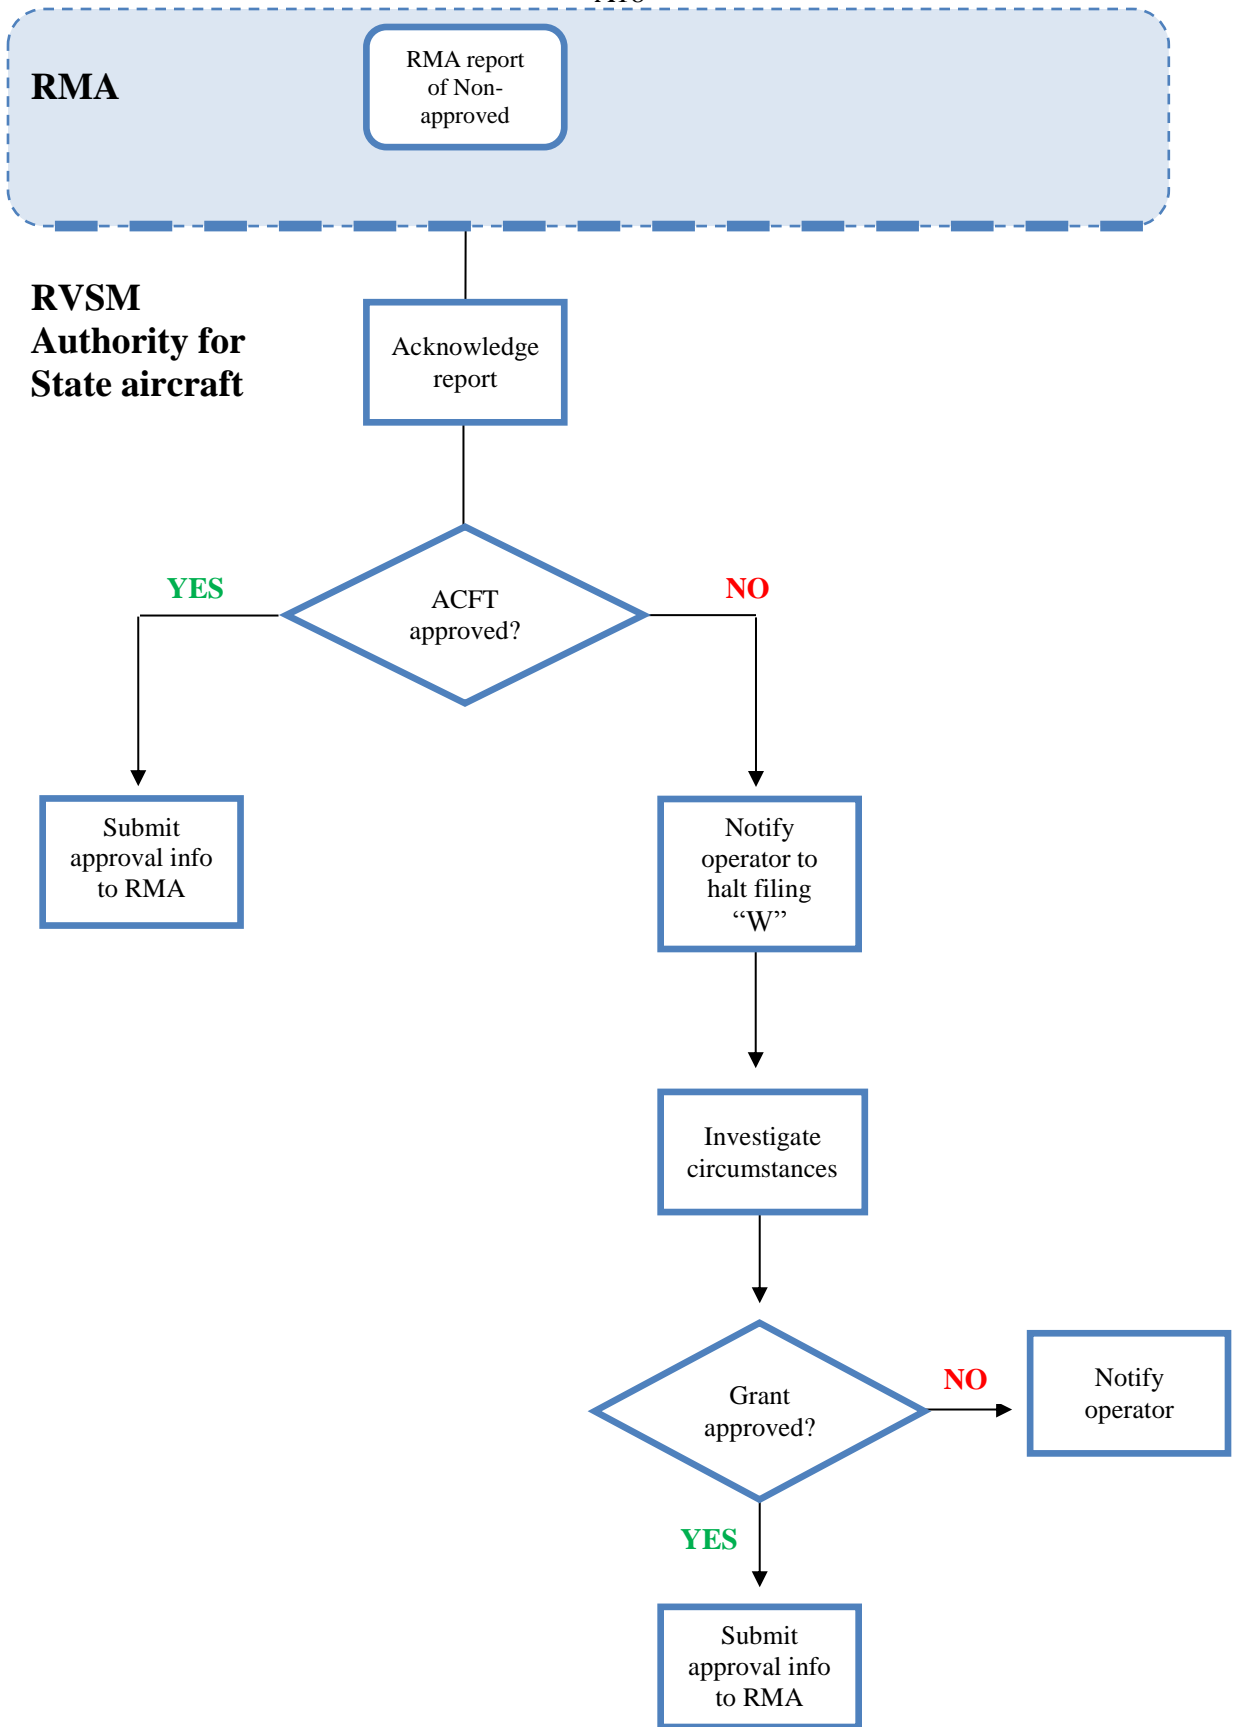 RMA
RMA report
of Non-
approved
RVSM
Authority for
State aircraft
Acknowledge
report
YES
NO
ACFT
approved?
Submit
approval info
to RMA
Notify
operator to
halt filing
“W”
Investigate
circumstances
Grant
approved?
NO
Notify
operator
YES
Submit
approval info
to RMA